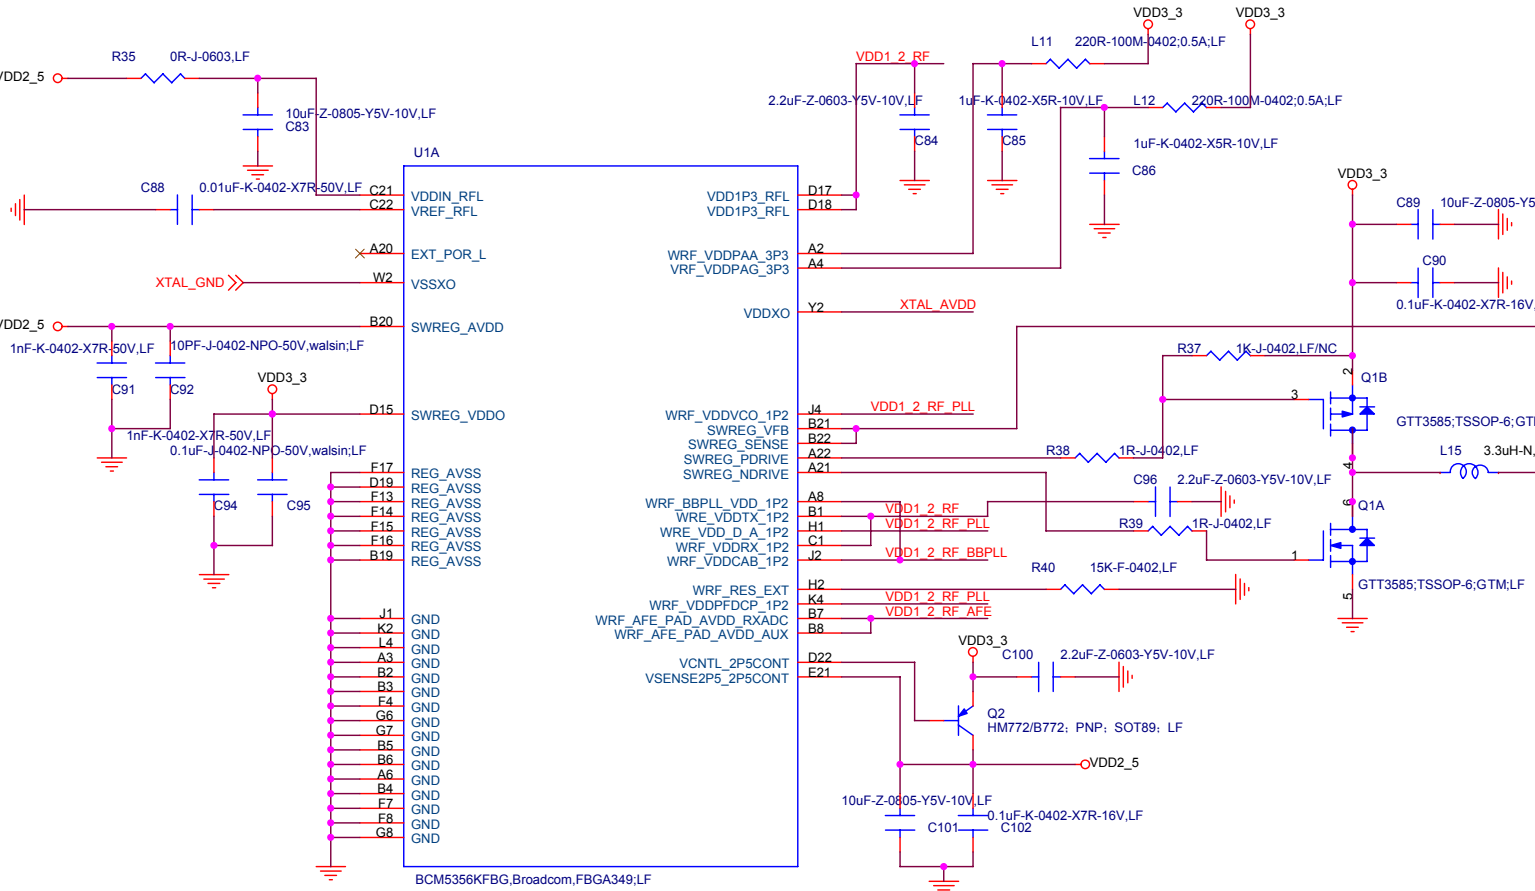 VDD3_3
VDD3_3
R35
0R-J-0603,LF
VDD2_5
10uF-Z-0805-Y5V-10V,LF
C83
VDD1_2_RF
L11
220R-100M-0402;0.5A;LF
2.2uF-Z-0603-Y5V-10V,LF
C84
1uF-K-0402-X5R-10V,LF
C85
L12
220R-100M-0402;0.5A;LF
1uF-K-0402-X5R-10V,LF
C86
U1A
C88
0.01uF-K-0402-X7R-50V,LF
C21
VDDIN_RFL
C22
VREF_RFL
A20
EXT_POR_L
XTAL_GND
W2
VSSXO
VDD2_5
B20
SWREG_AVDD
1nF-K-0402-X7R-50V,LF
C91
10PF-J-0402-NPO-50V,walsin;LF
C92
VDD3_3
D15
SWREG_VDDO
1nF-K-0402-X7R-50V,LF
0.1uF-J-0402-NPO-50V,walsin;LF
C94
C95
F17
REG_AVSS
D19
REG_AVSS
F13
REG_AVSS
F14
REG_AVSS
F15
REG_AVSS
F16
REG_AVSS
B19
REG_AVSS
J1
GND
K2
GND
L4
GND
A3
GND
B2
GND
B3
GND
F4
GND
G6
GND
G7
GND
B5
GND
B6
GND
A6
GND
B4
GND
F7
GND
F8
GND
G8
GND
BCM5356KFBG,Broadcom,FBGA349;LF
VDD1P3_RFL
D17
VDD1P3_RFL
D18
WRF_VDDPAA_3P3
A2
VRF_VDDPAG_3P3
A4
VDDXO
Y2
XTAL_AVDD
WRF_VDDVCO_1P2
J4
VDD1_2_RF_PLL
SWREG_VFB
B21
SWREG_SENSE
B22
SWREG_PDRIVE
A22
SWREG_NDRIVE
A21
WRF_BBPLL_VDD_1P2
A8
WRE_VDDTX_1P2
B1
VDD1_2_RF
WRE_VDD_D_A_1P2
H1
VDD1_2_RF_PLL
WRF_VDDRX_1P2
C1
WRF_VDDCAB_1P2
J2
VDD1_2_RF_BBPLL
WRF_RES_EXT
H2
WRF_VDDPFDCP_1P2
K4
VDD1_2_RF_PLL
WRF_AFE_PAD_AVDD_RXADC
B7
VDD1_2_RF_AFE
WRF_AFE_PAD_AVDD_AUX
B8
VCNTL_2P5CONT
D22
VSENSE2P5_2P5CONT
E21
VDD3_3
C89
10uF-Z-0805-Y5
C90
0.1uF-K-0402-X7R-16V,
R37
1K-J-0402,LF/NC
2
Q1B
3
GTT3585;TSSOP-6;GT
R38
1R-J-0402,LF
4
L15
3.3uH-N,
C96
2.2uF-Z-0603-Y5V-10V,LF
6
Q1A
R39
1R-J-0402,LF
1
GTT3585;TSSOP-6;GTM;LF
5
R40
15K-F-0402,LF
VDD3_3
C100
2.2uF-Z-0603-Y5V-10V,LF
Q2
HM772/B772; PNP; SOT89; LF
VDD2_5
10uF-Z-0805-Y5V-10V,LF
C101
0.1uF-K-0402-X7R-16V,LF
C102